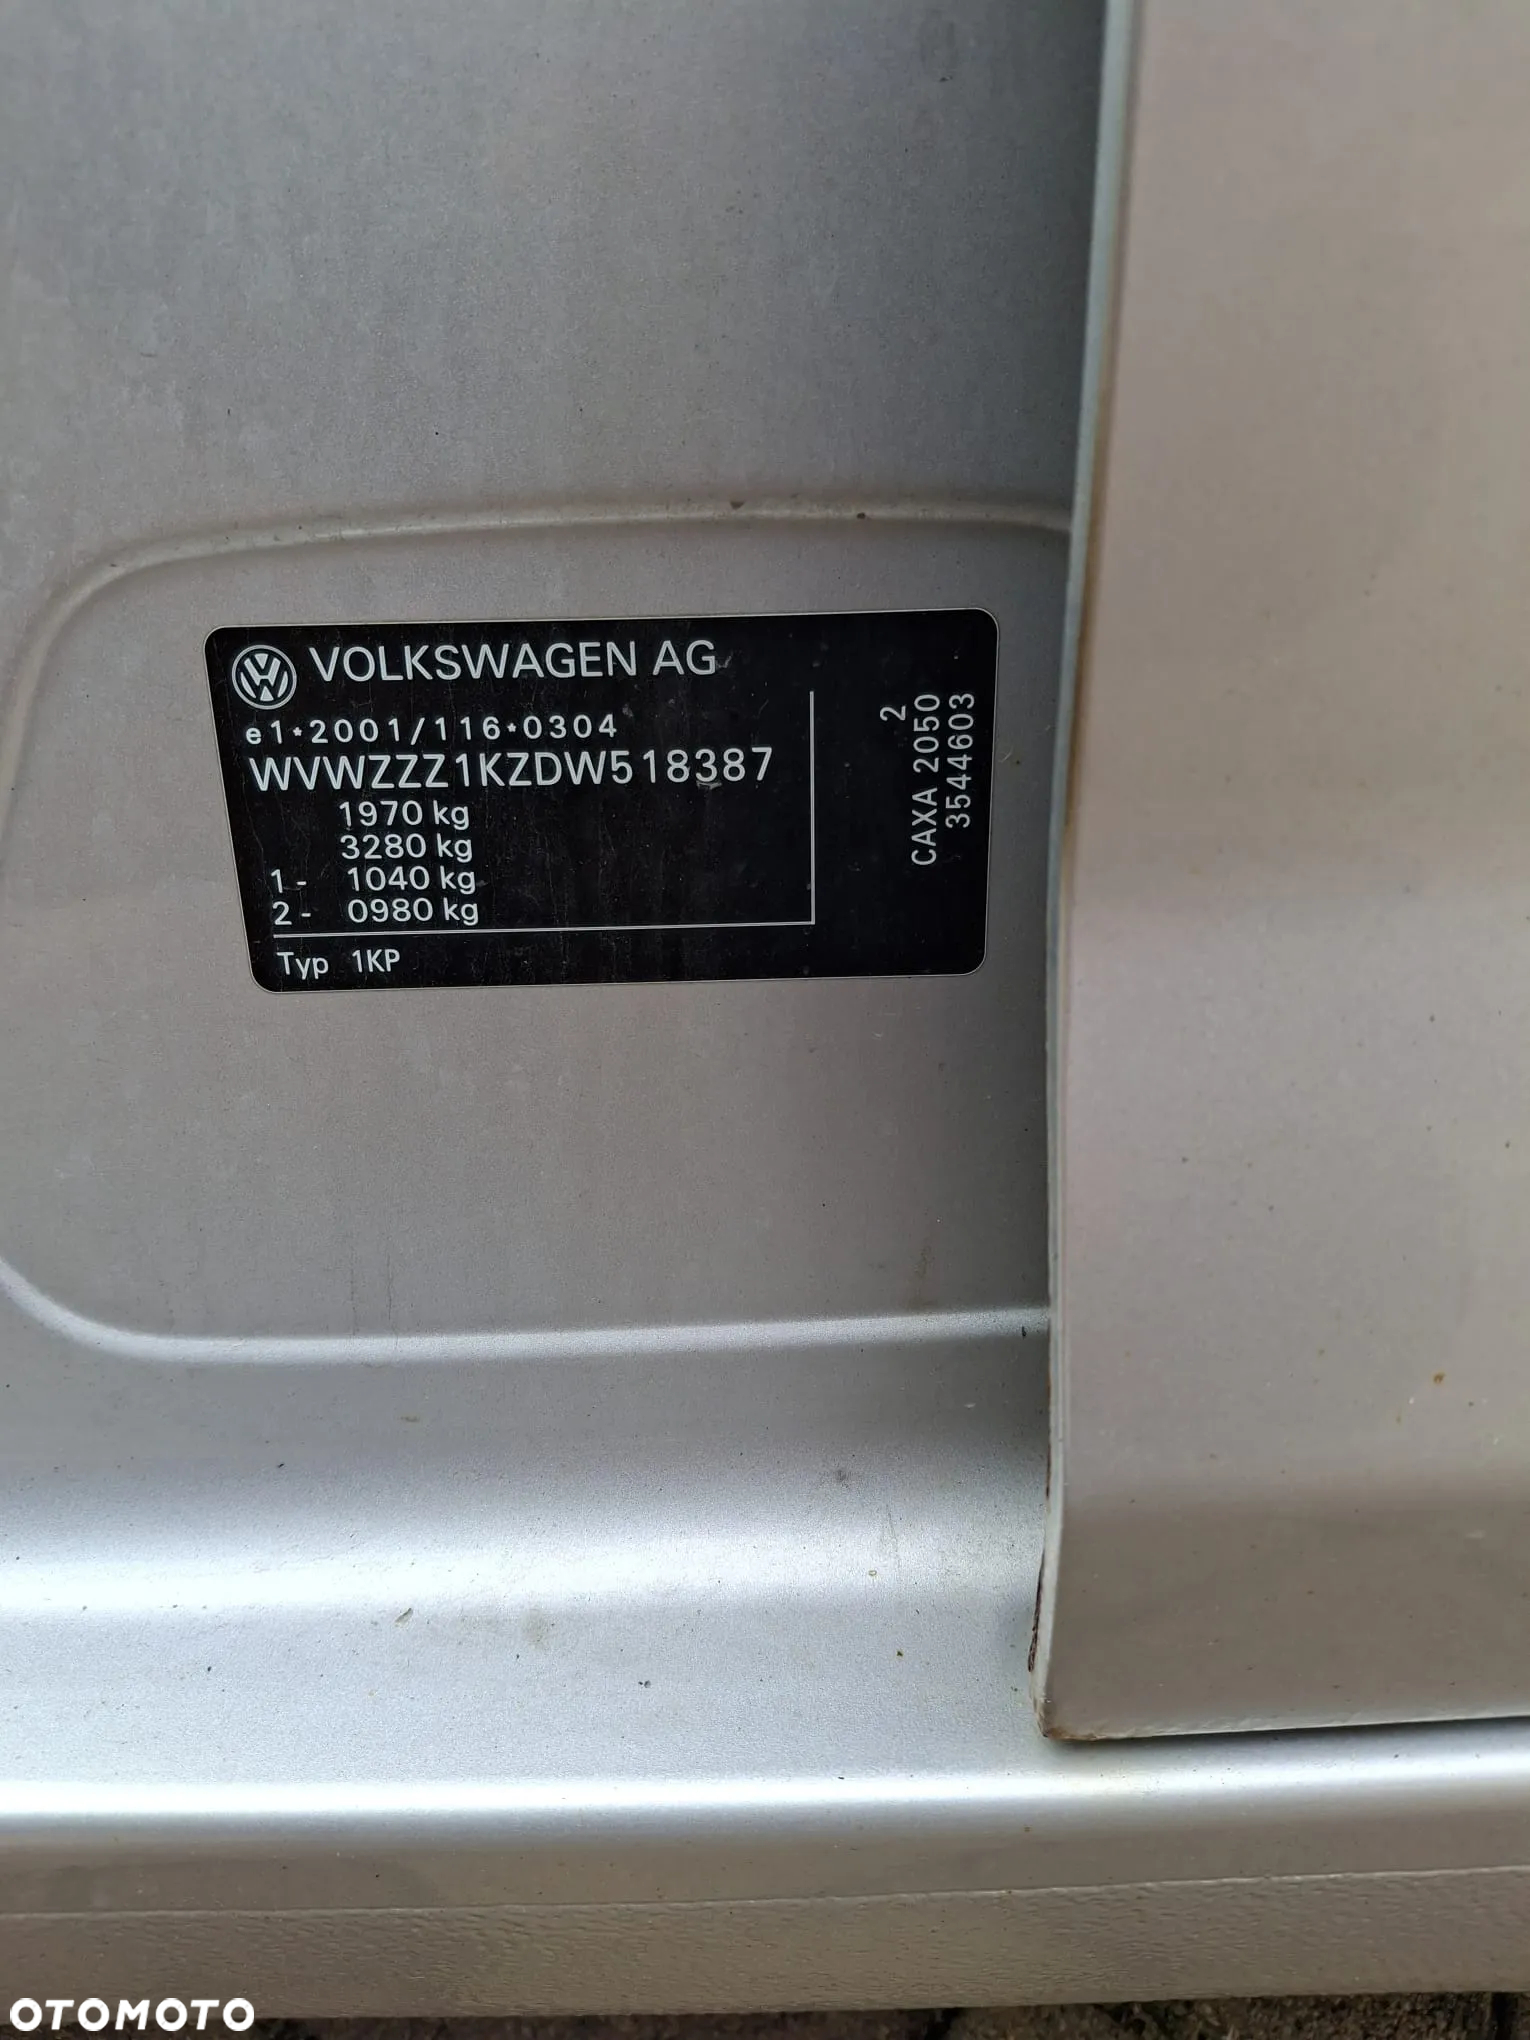 VOLKSWAGEN AG
e1*2001/116*0304
WVWZZZ1KZDW518387
1970 kg
3280 kg
1- 1040 kg
2- 0980 kg
Typ 1KP
2
CAXA 2050
3544603
OTOMOTO